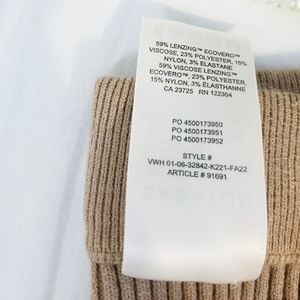 59% LENZING™ ECOVERO™
VISCOSE, 23% POLYESTER, 15%
NYLON, 3% ELASTANE
59% VISCOSE LENZING™
ECOVERO™, 23% POLYESTER,
15% NYLON, 3% ÉLASTHANNE
CA 23725 RN 122354
PO 4500173950
PO 4500173951
PO 4500173952
STYLE #
VWH 01-06-32842-K221-FA22
ARTICLE # 91691